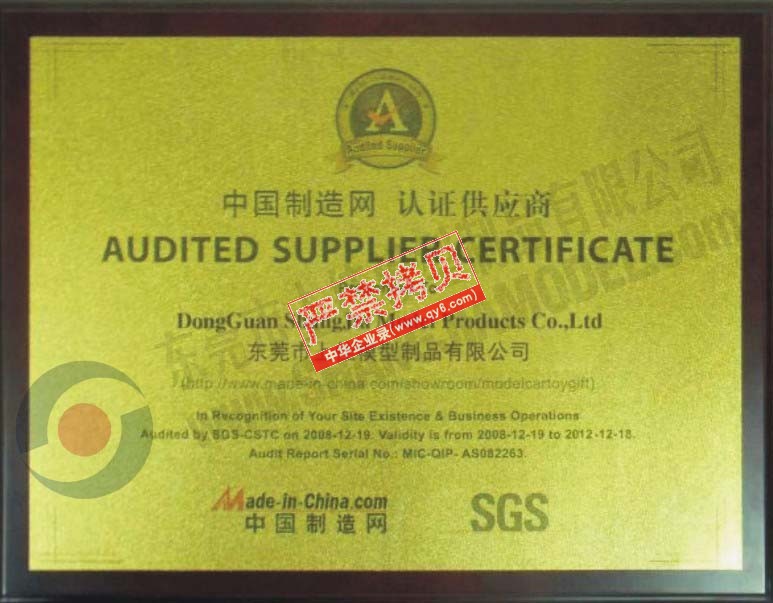 A
Audited Supplier
中国制造网 认证供应商
AUDITED SUPPLIER CERTIFICATE
DongGuan Products Co.,Ltd
东莞市 模型制品有限公司
(http://www.made-in-china.com/showroom/modelcartoygift)
In Recognition of Your Site Existence & Business Operations
Audited by SGS-CSTC on 2008-12-19. Validity is from 2008-12-19 to 2012-12-18.
Audit Report Serial No.: MIC-QIP- AS082263.
Made-in-China.com
中国制造网
SGS
严禁拷贝
中华企业录(www.qy6.com)